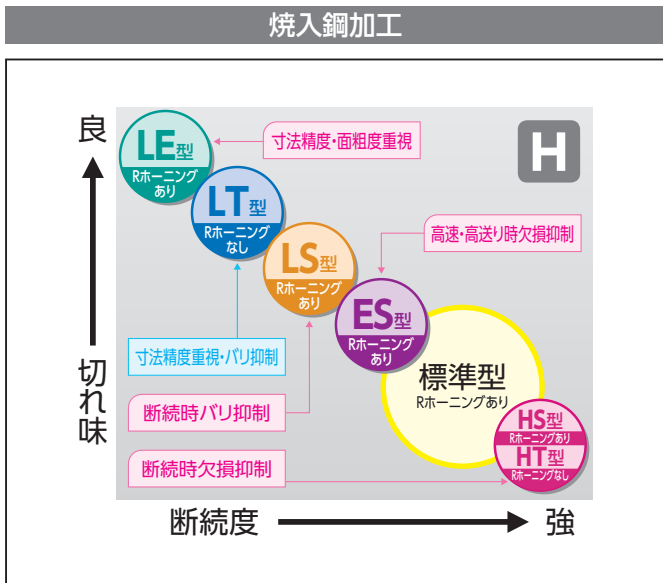 焼入鋼加工
良
切れ味
LE型
Rホーニング
あり
寸法精度・面粗度重視
H
LT型
Rホーニング
なし
LS型
Rホーニング
あり
高速・高送り時欠損抑制
ES型
Rホーニング
あり
寸法精度重視・バリ抑制
標準型
Rホーニングあり
断続時バリ抑制
HS型
Rホーニングあり
HT型
Rホーニングなし
断続時欠損抑制
断続度
強